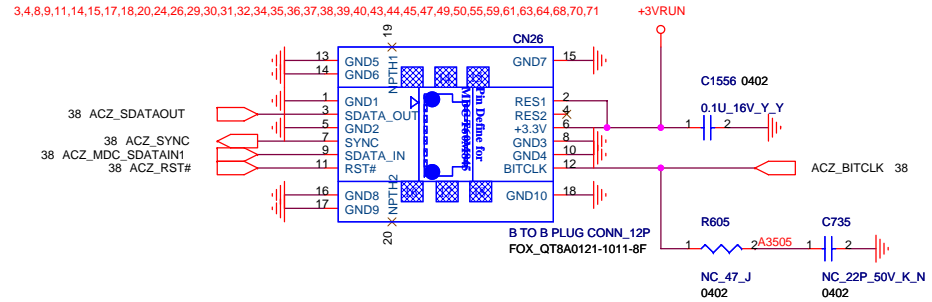 3,4,8,9,11,14,15,17,18,20,24,26,29,30,31,32,34,35,36,37,38,39,40,43,44,45,47,49,50,55,59,61,63,64,68,70,71
+3VRUN
19
CN26
13 GND5
14 GND6
NPTH1
GND7 15
C1556 0402
0.1U_16V_Y_Y
1 2
1 GND1
38 ACZ_SDATAOUT 3 SDATA_OUT
5 GND2
38 ACZ_SYNC 7 SYNC
38 ACZ_MDC_SDATAIN1 9 SDATA_IN
38 ACZ_RST# 11 RST#
Pin Define for
RES1 2
RES2 4
+3.3V 6
GND3 8
GND4 10
BITCLK 12
ACZ_BITCLK 38
16 GND8
17 GND9
NPTH2
GND10 18
20
B TO B PLUG CONN_12P
FOX_QT8A0121-1011-8F
R605
1 2
NC_47_J
0402
A3505
C735
1 2
NC_22P_50V_K_N
0402